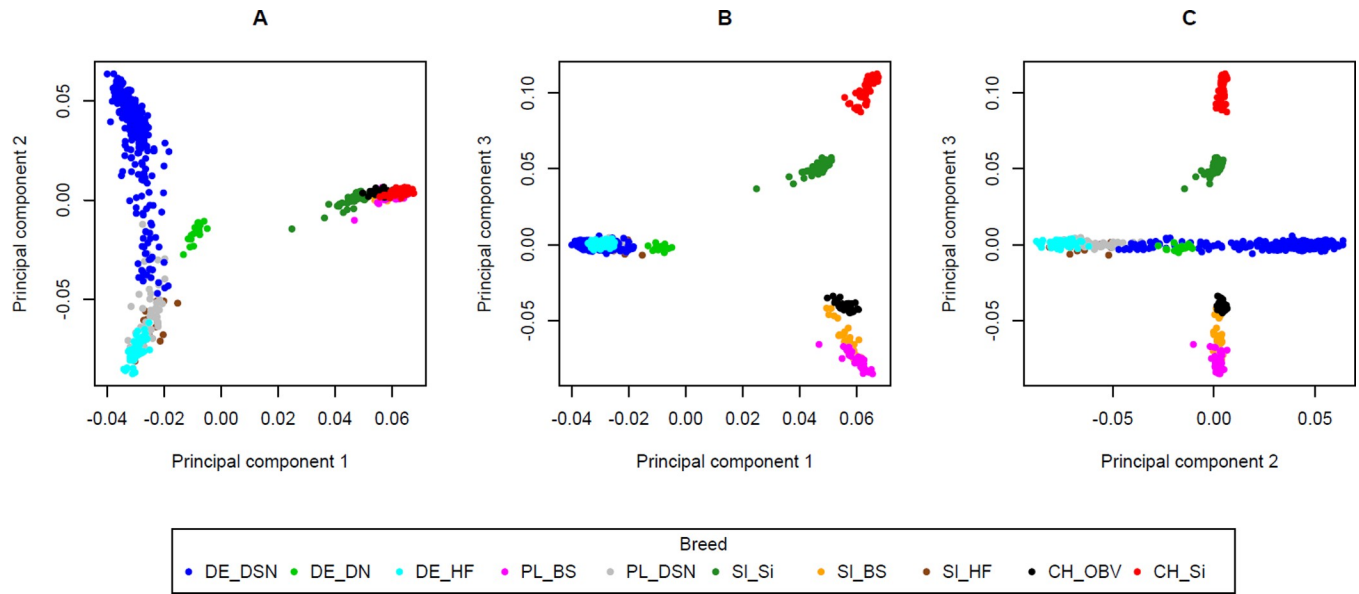 A
B
C
Principal component 2
0.05
0.00
-0.05
-0.04
-0.02
0.00
0.02
0.04
0.06
Principal component 1
Principal component 3
0.10
0.05
0.00
-0.05
-0.04
-0.02
0.00
0.02
0.04
0.06
Principal component 1
Principal component 3
0.10
0.05
0.00
-0.05
-0.05
0.00
0.05
Principal component 2
Breed
DE_DSN DE_DN DE_HF PL_BS PL_DSN SI_Si SI_BS SI_HF CH_OBV CH_Si